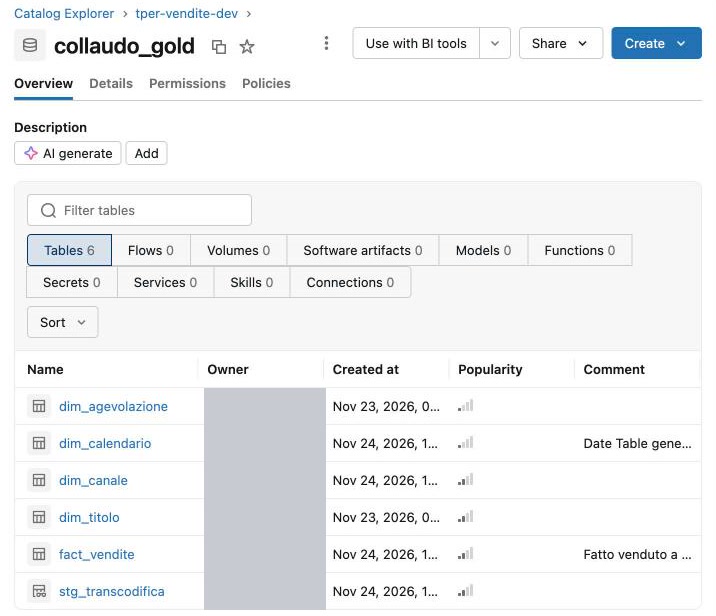 Catalog Explorer > tper-vendite-dev >
collaudo_gold
Use with BI tools
Share
Create
Overview Details Permissions Policies
Description
AI generate Add
Filter tables
Tables 6 Flows 0 Volumes 0 Software artifacts 0 Models 0 Functions 0
Secrets 0 Services 0 Skills 0 Connections 0
Sort
Name Owner Created at Popularity Comment
dim_agevolazione Nov 23, 2026, 0...
dim_calendario Nov 24, 2026, 1... Date Table gene...
dim_canale Nov 24, 2026, 1...
dim_titolo Nov 23, 2026, 0...
fact_vendite Nov 24, 2026, 1... Fatto venduto a ...
stg_transcodifica Nov 24, 2026, 1...